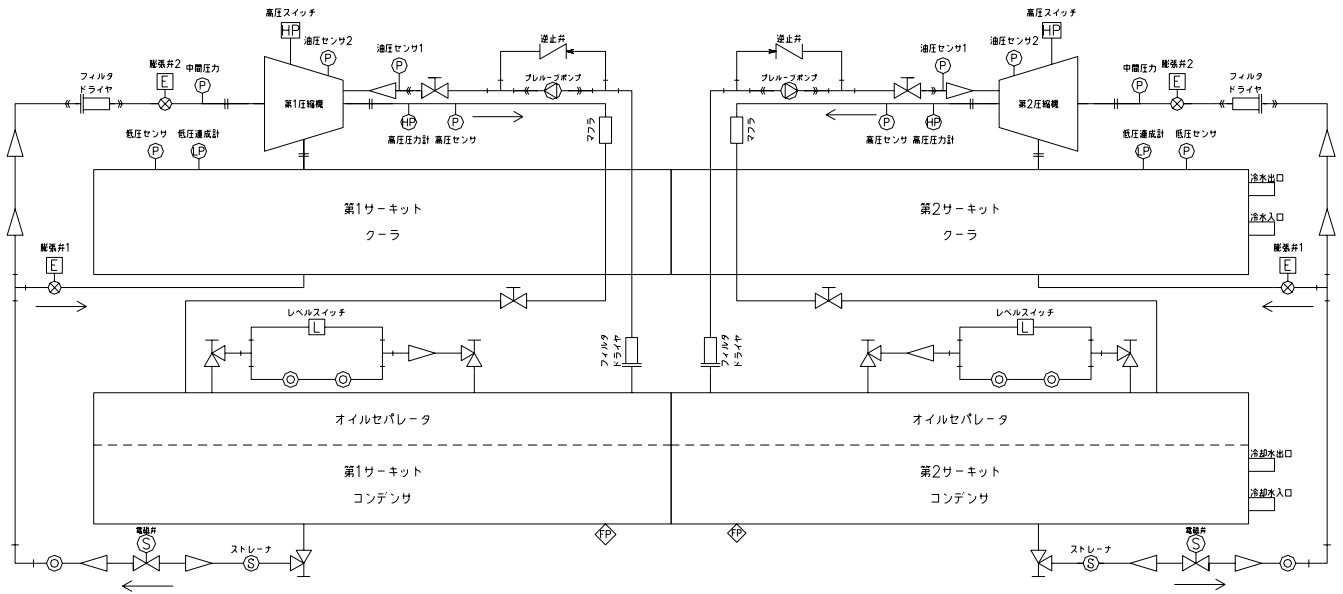 高圧スイッチ
HP
油圧センサ2
P
油圧センサ1
P
逆止弁
逆止弁
油圧センサ1
P
油圧センサ2
P
高圧スイッチ
HP
フィルタ
ドライヤ
膨張弁2
E
中間圧力
P
第1圧縮機
プレルーブポンプ
プレルーブポンプ
第2圧縮機
中間圧力
P
膨張弁2
E
フィルタ
ドライヤ
低圧センサ
P
低圧連成計
LP
HP
高圧圧力計
P
高圧センサ
マフラ
マフラ
P
高圧センサ
HP
高圧圧力計
低圧連成計
LP
低圧センサ
P
第1サーキット
クーラ
第2サーキット
クーラ
冷水出口
冷水入口
膨張弁1
E
膨張弁1
E
レベルスイッチ
L
フィルタ
ドライヤ
フィルタ
ドライヤ
レベルスイッチ
L
オイルセパレータ
オイルセパレータ
第1サーキット
コンデンサ
第2サーキット
コンデンサ
冷却水出口
冷却水入口
FP
FP
電磁弁
S
ストレーナ
S
ストレーナ
S
電磁弁
S